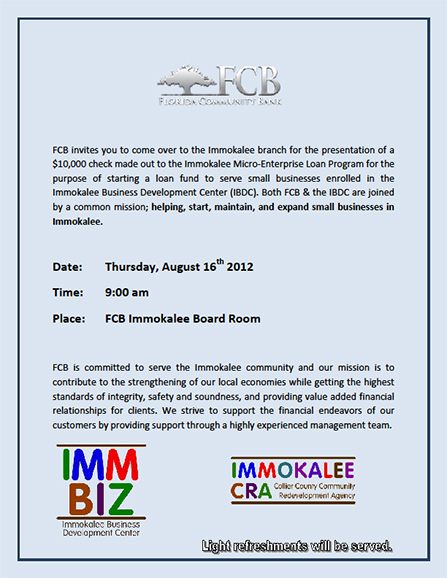 FCB
FLORIDA COMMUNITY BANK
FCB invites you to come over to the Immokalee branch for the presentation of a
$10,000 check made out to the Immokalee Micro-Enterprise Loan Program for the
purpose of starting a loan fund to serve small businesses enrolled in the
Immokalee Business Development Center (IBDC). Both FCB & the IBDC are joined
by a common mission; helping, start, maintain, and expand small businesses in
Immokalee.
Date: Thursday, August 16th 2012
Time: 9:00 am
Place: FCB Immokalee Board Room
FCB is committed to serve the Immokalee community and our mission is to
contribute to the strengthening of our local economies while getting the highest
standards of integrity, safety and soundness, and providing value added financial
relationships for clients. We strive to support the financial endeavors of our
customers by providing support through a highly experienced management team.
IMM
BIZ
Immokalee Business
Development Center
IMMOKALEE
CRA Collier County Community
Redevelopment Agency
Light refreshments will be served.